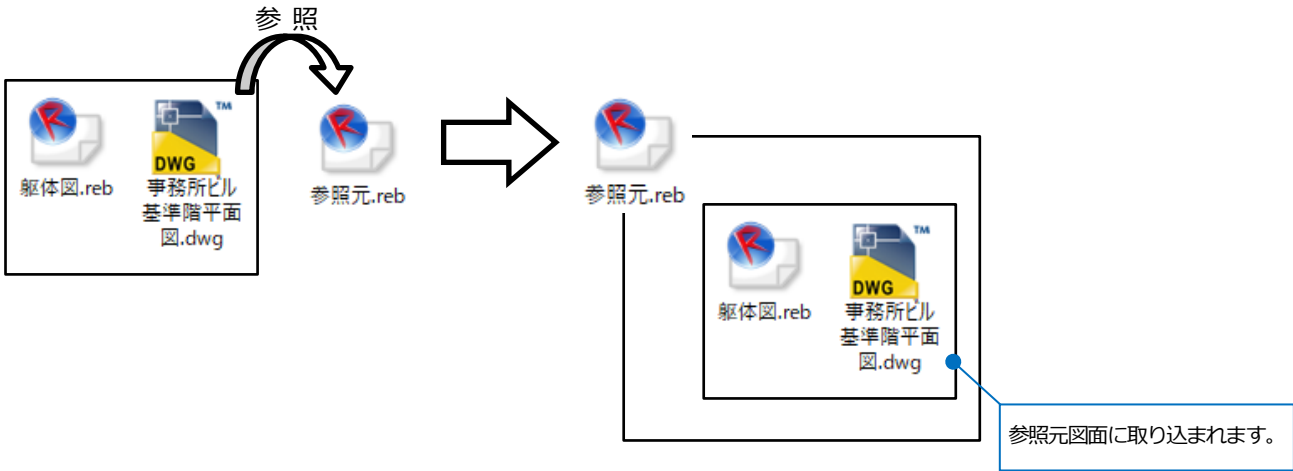 参 照
TM
DWG
躯体図.reb
事務所ビル
基準階平面
図.dwg
参照元.reb
参照元.reb
TM
DWG
躯体図.reb
事務所ビル
基準階平面
図.dwg
参照元図面に取り込まれます。